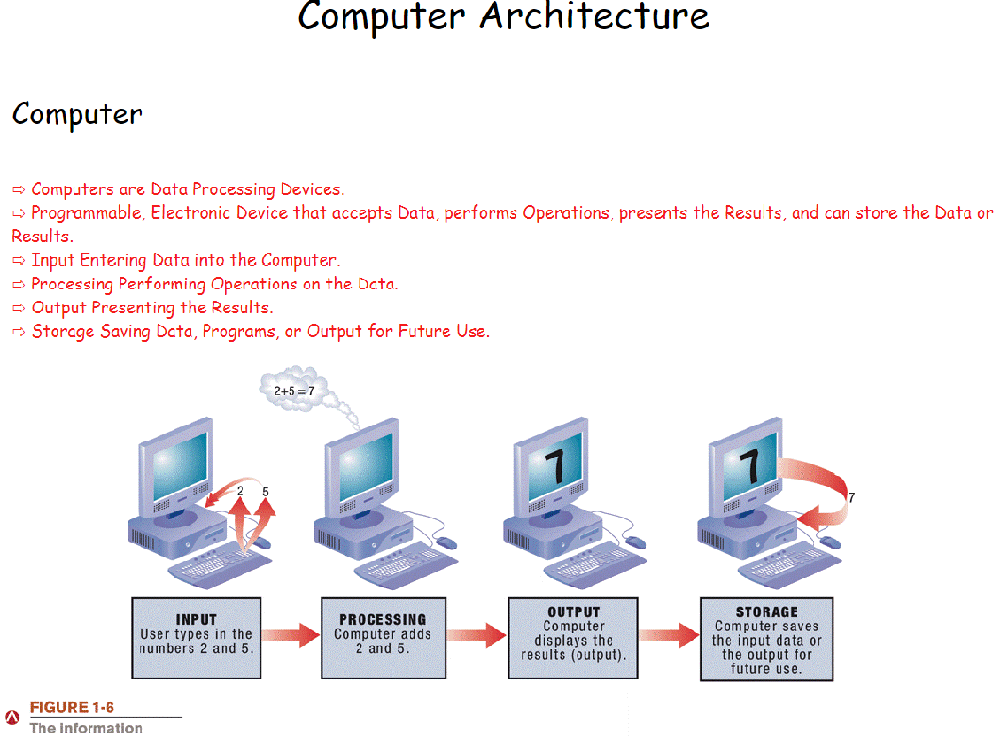 Computer Architecture
Computer
⇨ Computers are Data Processing Devices.
⇨ Programmable, Electronic Device that accepts Data, performs Operations, presents the Results, and can store the Data or
Results.
⇨ Input Entering Data into the Computer.
⇨ Processing Performing Operations on the Data.
⇨ Output Presenting the Results.
⇨ Storage Saving Data, Programs, or Output for Future Use.
2+5 = 7
2 5
7
7
7
INPUT
User types in the
numbers 2 and 5.
PROCESSING
Computer adds
2 and 5.
OUTPUT
Computer
displays the
results (output).
STORAGE
Computer saves
the input data or
the output for
future use.
FIGURE 1-6
The information